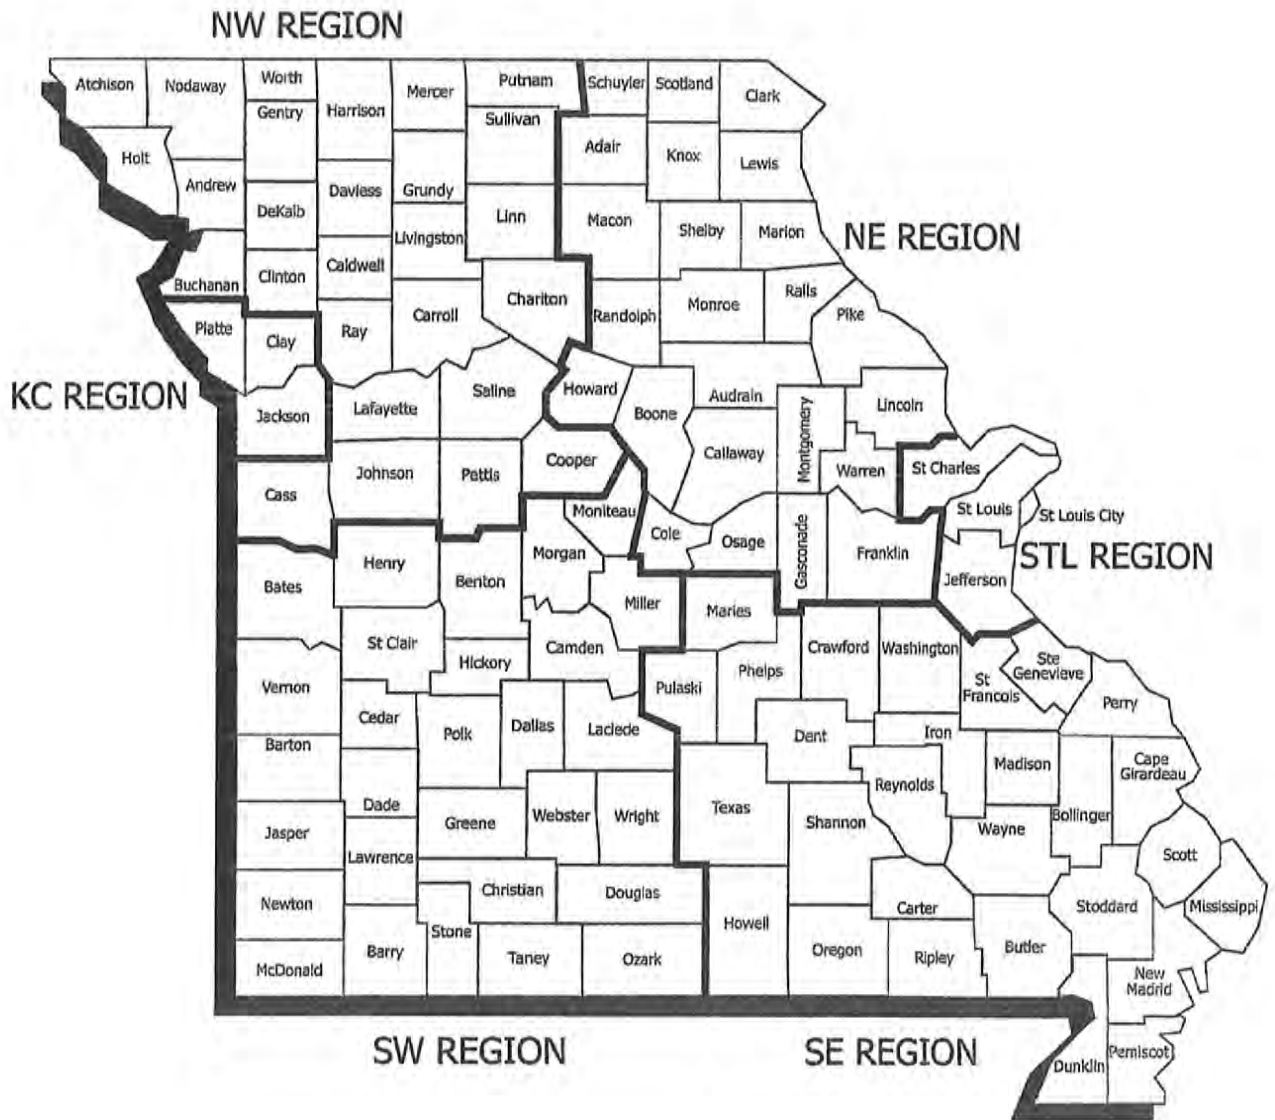 NW REGION
Atchison
Nodaway
Worth
Gentry
Harrison
Mercer
Putnam
Sullivan
Schuyler
Scotland
Clark
Holt
Andrew
DeKalb
Daviess
Grundy
Linn
Adair
Knox
Lewis
Macon
Shelby
Marion
NE REGION
Buchanan
Clinton
Caldwell
Livingston
Chariton
Randolph
Monroe
Ralls
Pike
Platte
Clay
Ray
Carroll
KC REGION
Jackson
Lafayette
Saline
Howard
Boone
Audrain
Montgomery
Lincoln
Cass
Johnson
Pettis
Cooper
Callaway
Warren
St Charles
Moniteau
Cole
Osage
Gasconade
Franklin
St Louis
St Louis City
STL REGION
Bates
Henry
Benton
Morgan
Miller
Maries
Jefferson
St Clair
Hickory
Camden
Pulaski
Phelps
Crawford
Washington
St
Francois
Ste
Genevieve
Perry
Vernon
Cedar
Polk
Dallas
Laclede
Dent
Iron
Madison
Cape
Girardeau
Barton
Dade
Greene
Webster
Wright
Texas
Shannon
Reynolds
Wayne
Bollinger
Scott
Jasper
Lawrence
Christian
Douglas
Howell
Carter
Stoddard
Mississippi
Newton
Barry
Stone
Taney
Ozark
Oregon
Ripley
Butler
New
Madrid
McDonald
SW REGION
SE REGION
Dunklin
Pemiscot